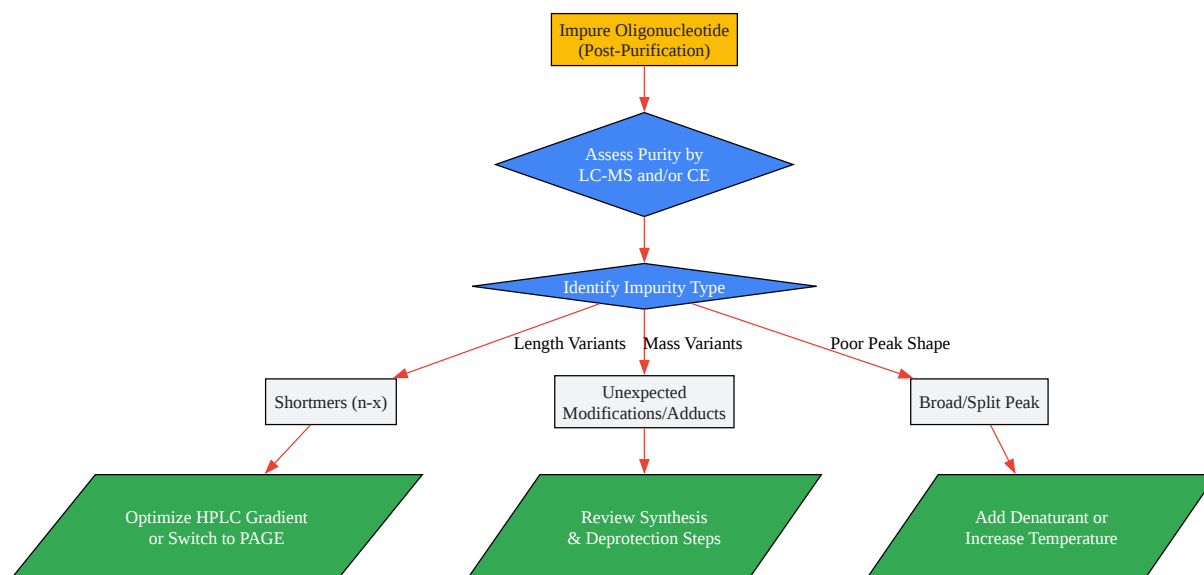 Impure Oligonucleotide
(Post-Purification)
Assess Purity by
LC-MS and/or CE
Identify Impurity Type
Length Variants
Mass Variants
Poor Peak Shape
Shortmers (n-x)
Unexpected
Modifications/Adducts
Broad/Split Peak
Optimize HPLC Gradient
or Switch to PAGE
Review Synthesis
& Deprotection Steps
Add Denaturant or
Increase Temperature